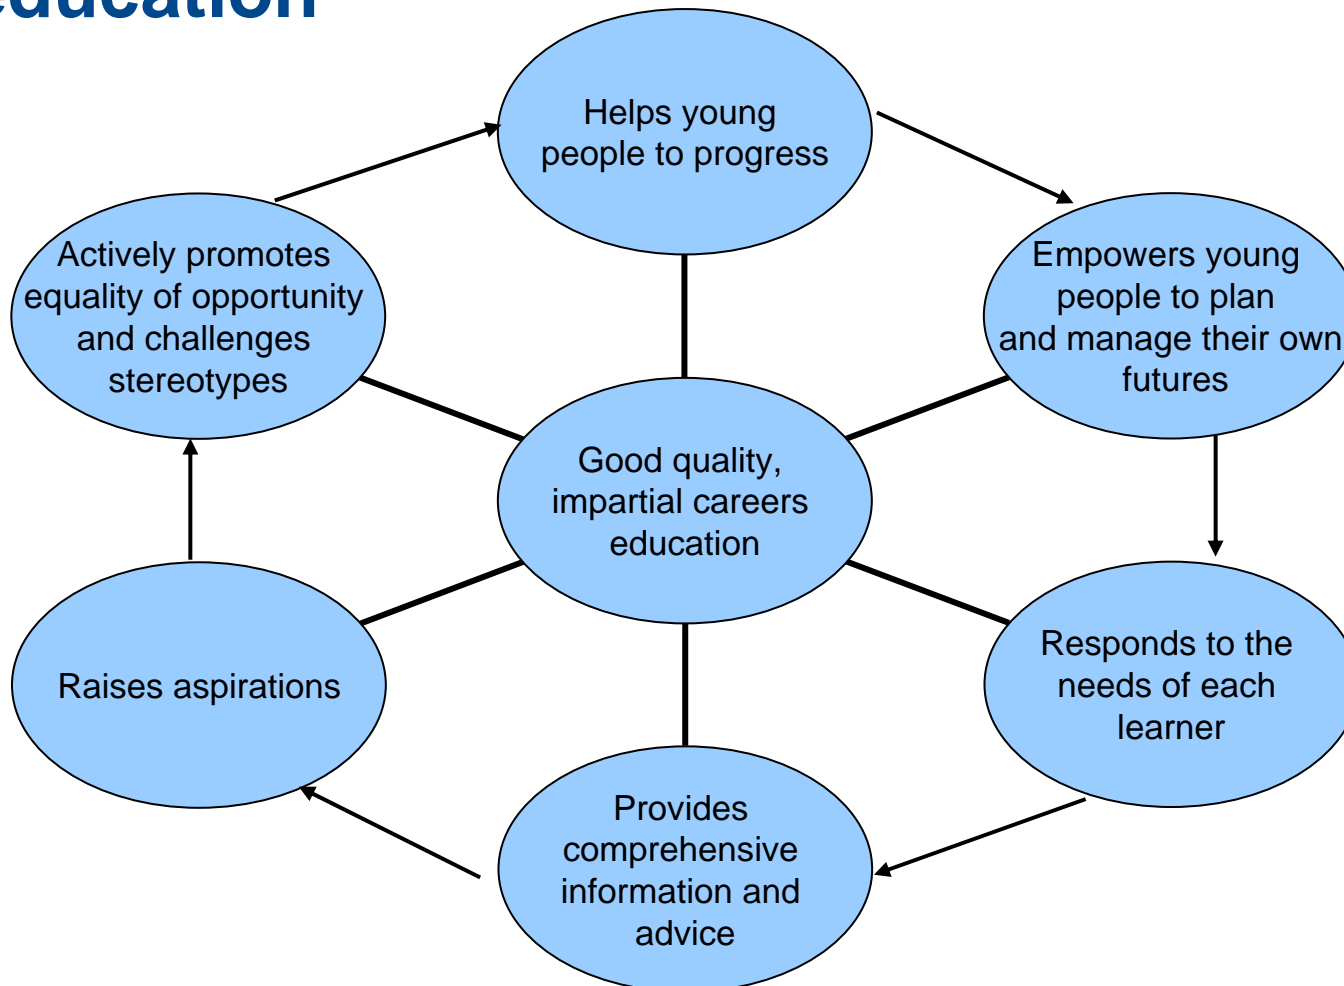 education
Helps young
people to progress
Actively promotes
equality of opportunity
and challenges
stereotypes
Empowers young
people to plan
and manage their own
futures
Good quality,
impartial careers
education
Raises aspirations
Responds to the
needs of each
learner
Provides
comprehensive
information and
advice